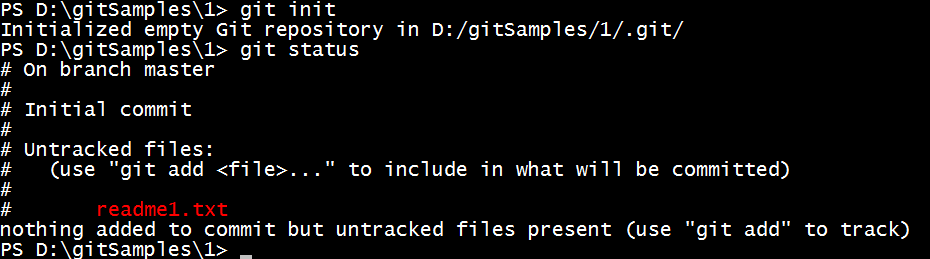 PS D:\gitSamples\1> git init
Initialized empty Git repository in D:/gitSamples/1/.git/
PS D:\gitSamples\1> git status
# On branch master
#
# Initial commit
#
# Untracked files:
#   (use "git add <file>..." to include in what will be committed)
#
#       readme1.txt
nothing added to commit but untracked files present (use "git add" to track)
PS D:\gitSamples\1> _